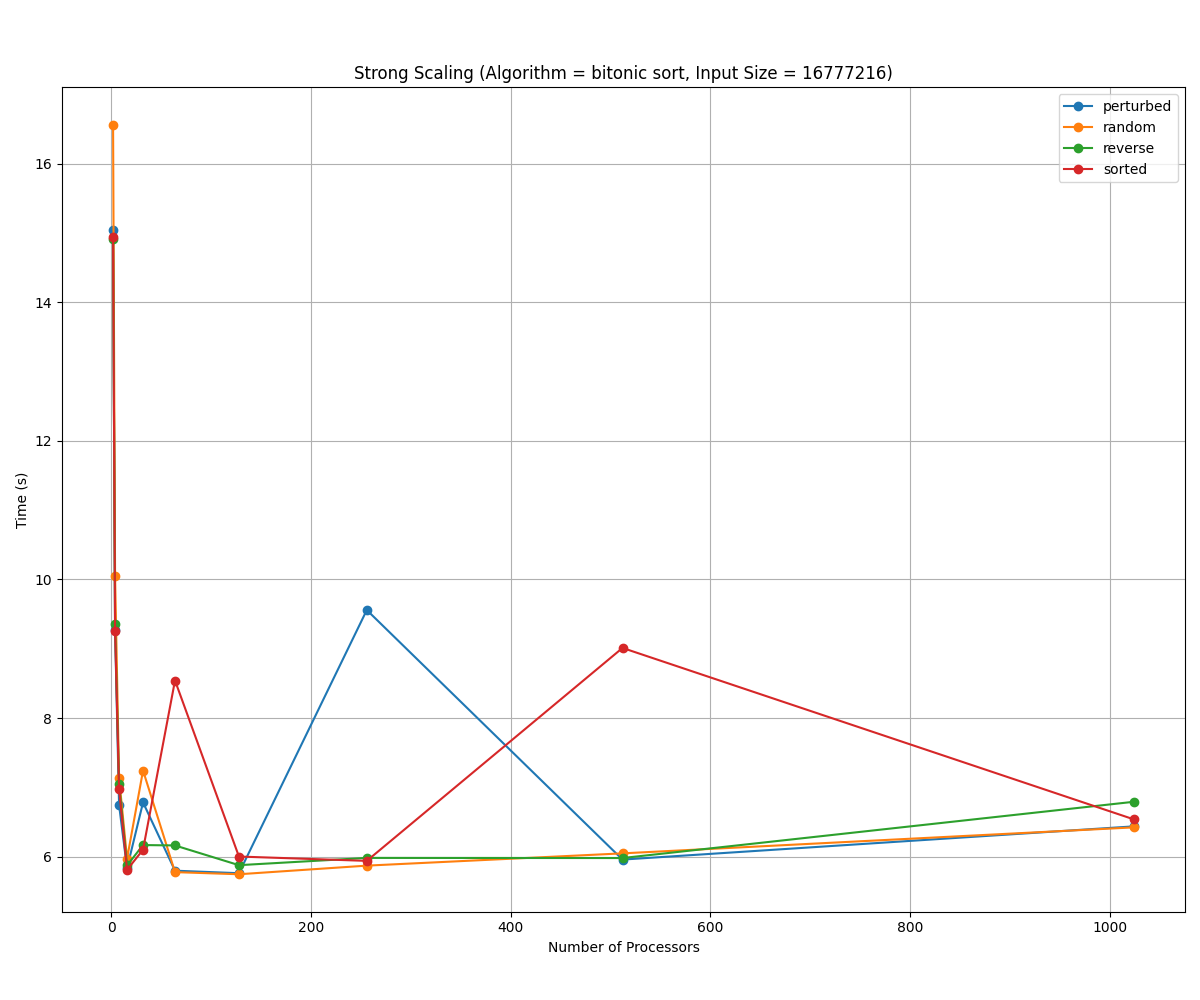 Strong Scaling (Algorithm = bitonic sort, Input Size = 16777216)
perturbed
random
reverse
sorted
16
14
12
10
8
6
Time (s)
0 200 400 600 800 1000
Number of Processors